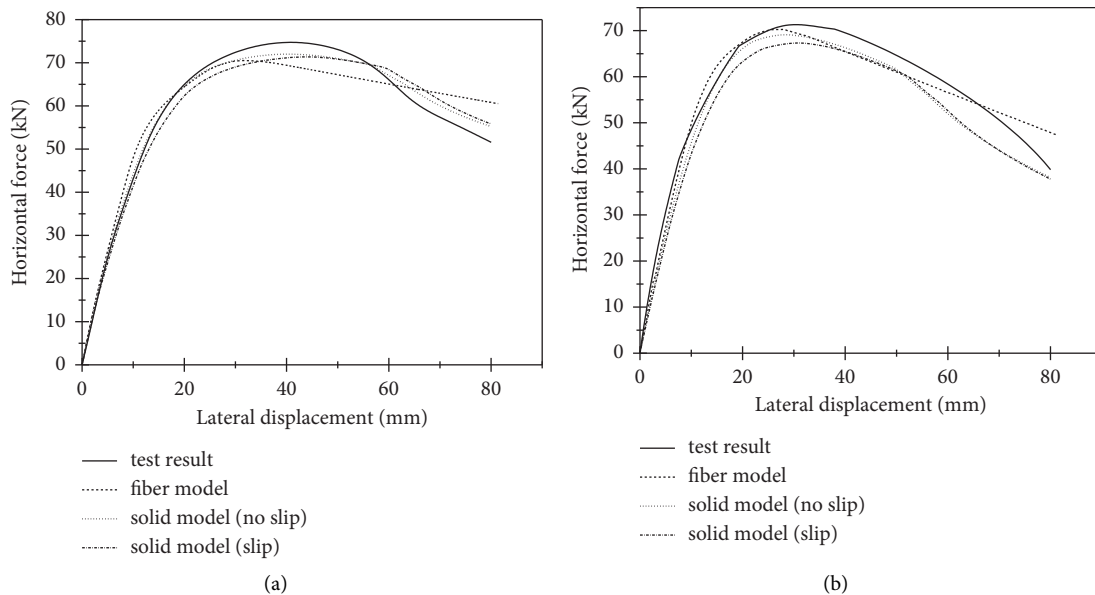 80
70
60
50
40
30
20
10
0
Horizontal force (kN)
0 20 40 60 80
Lateral displacement (mm)
test result
fiber model
solid model (no slip)
solid model (slip)
(a)
70
60
50
40
30
20
10
0
Horizontal force (kN)
0 20 40 60 80
Lateral displacement (mm)
test result
fiber model
solid model (no slip)
solid model (slip)
(b)